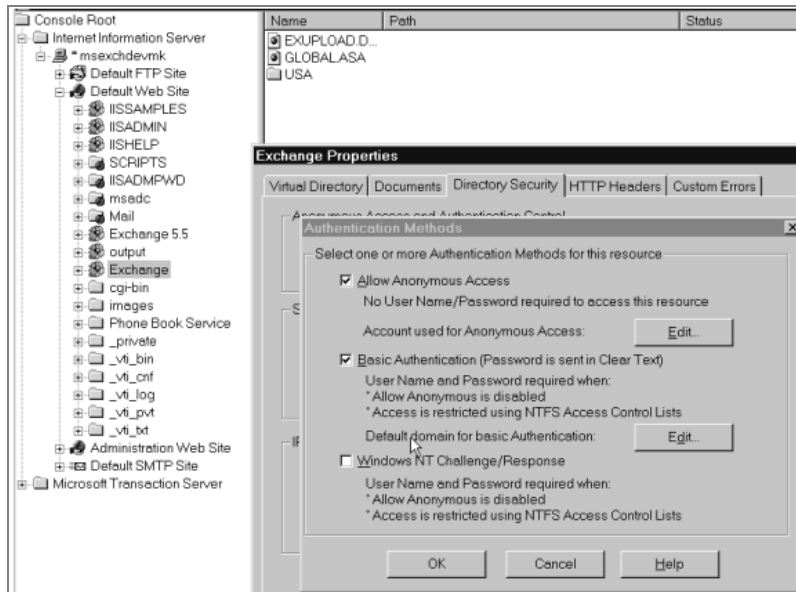 Console Root
Internet Information Server
* msexchdevmk
Default FTP Site
Default Web Site
IISSAMPLES
IISADMIN
IISHELP
SCRIPTS
IISADMPWD
msadc
Mail
Exchange 5.5
output
Exchange
cgi-bin
images
Phone Book Service
_private
_vti_bin
_vti_cnf
_vti_log
_vti_pvt
_vti_txt
Administration Web Site
Default SMTP Site
Microsoft Transaction Server
Name Path Status
EXUPLOAD.D...
GLOBAL.ASA
USA
Exchange Properties
Virtual Directory Documents Directory Security HTTP Headers Custom Errors
Anonymous Access and Authentication Control
Authentication Methods
Select one or more Authentication Methods for this resource
Allow Anonymous Access
No User Name/Password required to access this resource
Account used for Anonymous Access: Edit...
Basic Authentication (Password is sent in Clear Text)
User Name and Password required when:
* Allow Anonymous is disabled
* Access is restricted using NTFS Access Control Lists
Default domain for basic Authentication: Edit...
Windows NT Challenge/Response
User Name and Password required when:
* Allow Anonymous is disabled
* Access is restricted using NTFS Access Control Lists
OK Cancel Help